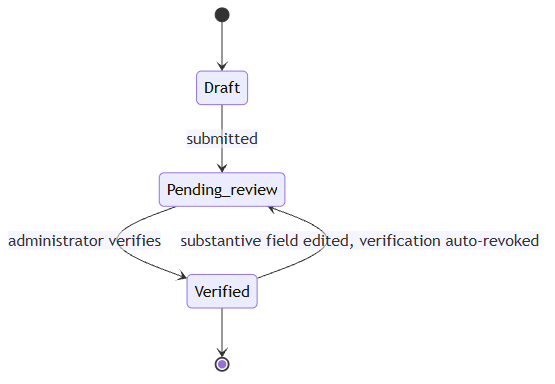 Draft
submitted
Pending_review
administrator verifies
substantive field edited, verification auto-revoked
Verified